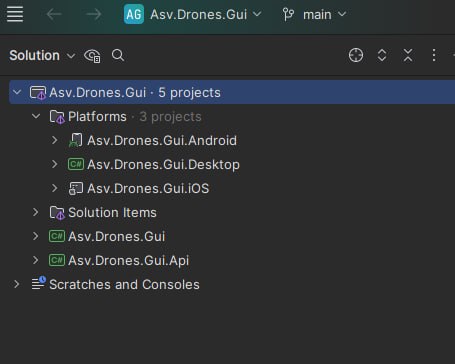 AG Asv.Drones.Gui main
Solution
Asv.Drones.Gui · 5 projects
Platforms · 3 projects
Asv.Drones.Gui.Android
C# Asv.Drones.Gui.Desktop
Asv.Drones.Gui.iOS
Solution Items
C# Asv.Drones.Gui
C# Asv.Drones.Gui.Api
Scratches and Consoles